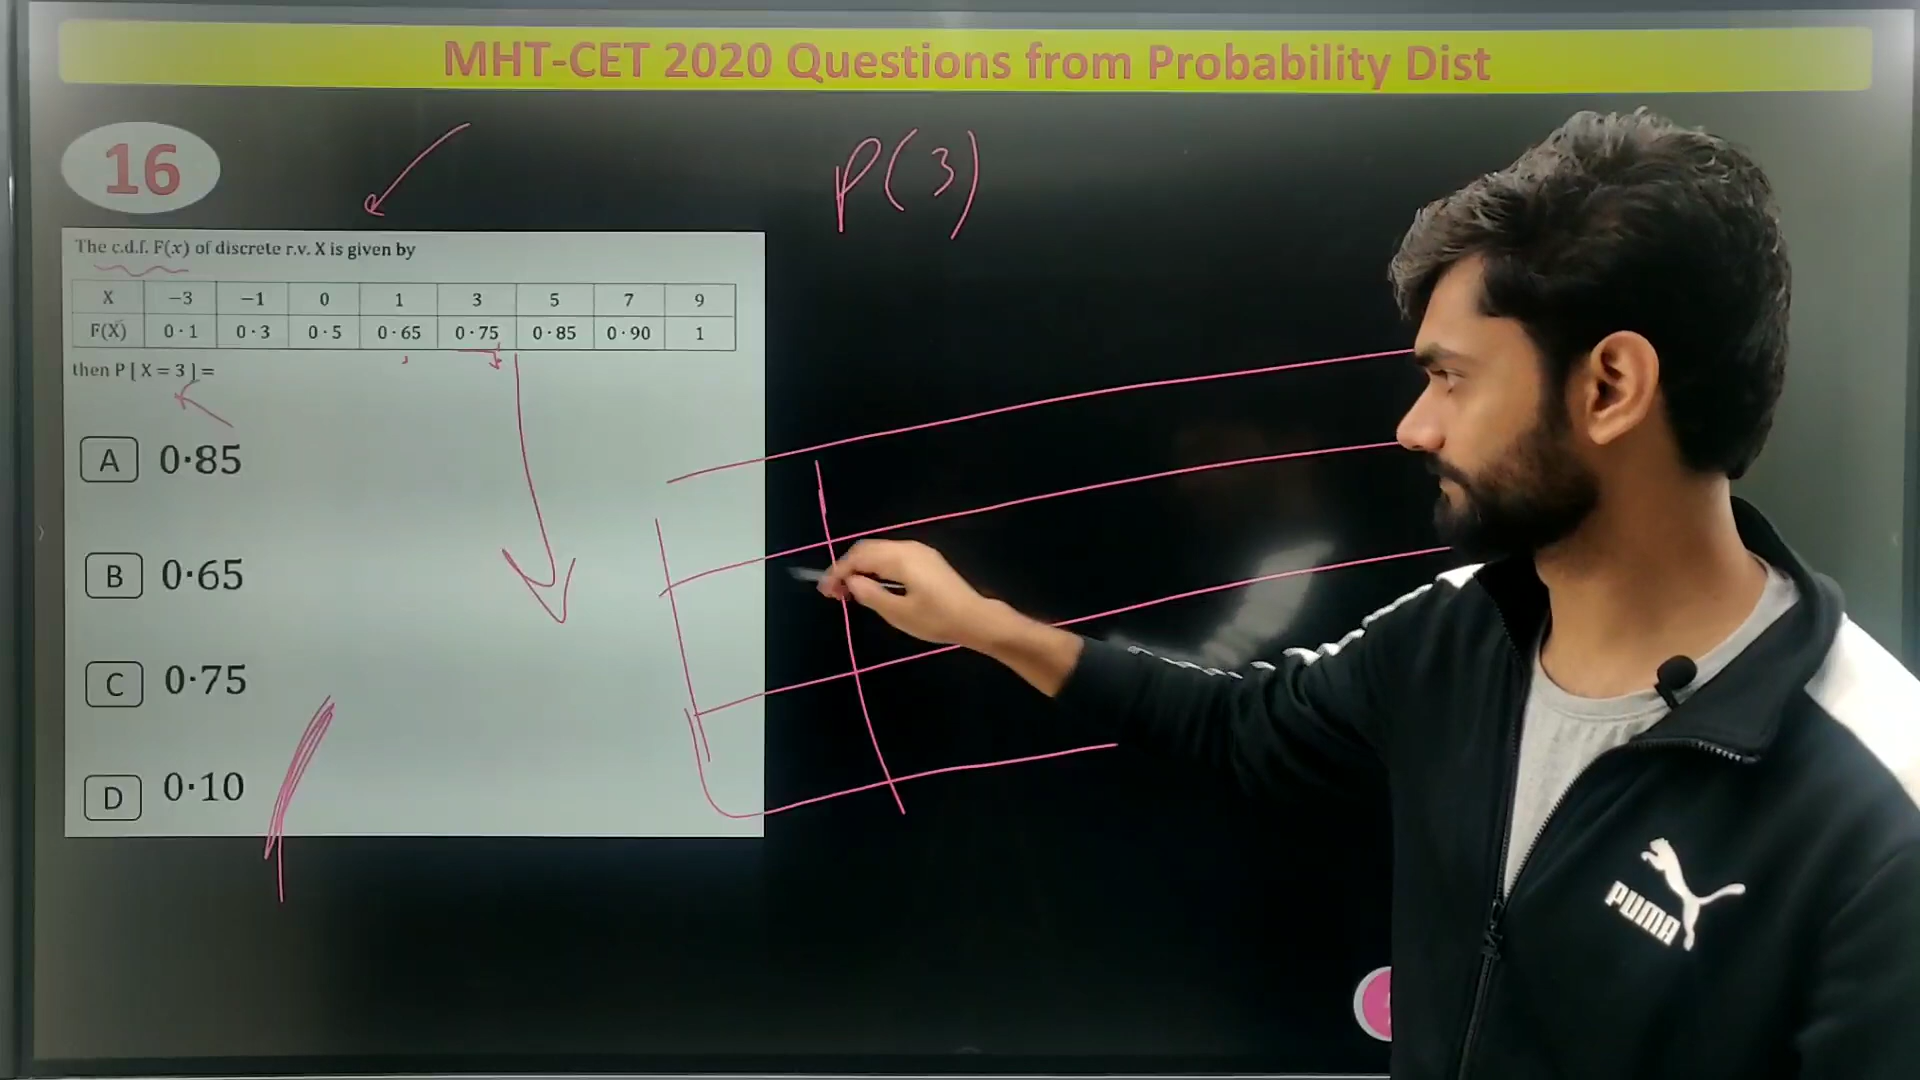 MHT-CET 2020 Questions from Probability Dist
16
P(3)
The c.d.f. F(x) of discrete r.v. X is given by
X −3 −1 0 1 3 5 7 9
F(X) 0·1 0·3 0·5 0·65 0·75 0·85 0·90 1
then P [ X = 3 ] =
A 0·85
B 0·65
C 0·75
D 0·10
PUMA